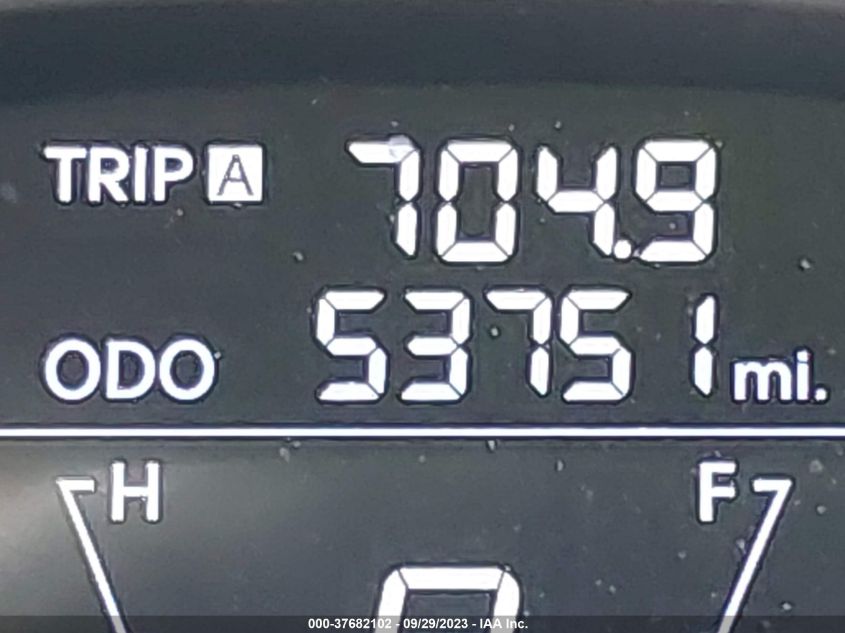 TRIP A 704.9
ODO 53751 mi.
H F
000-37682102 - 09/29/2023 - IAA Inc.